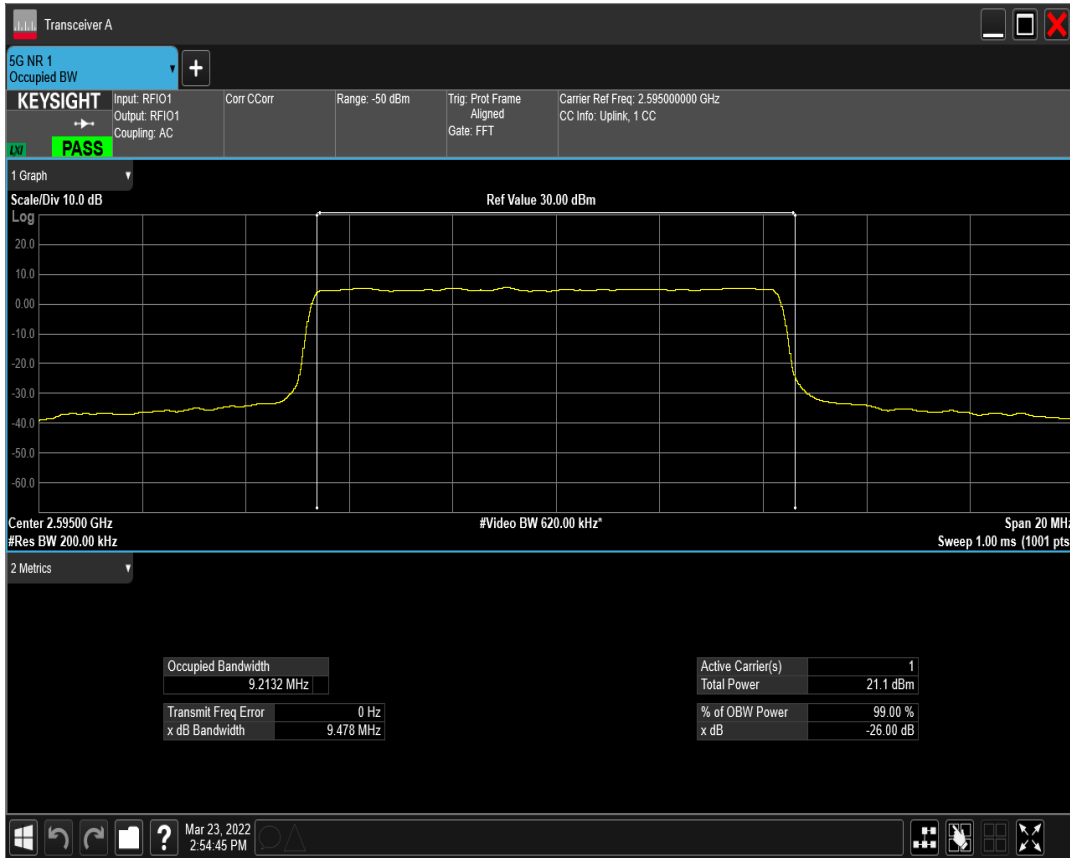 Transceiver A
5G NR 1
Occupied BW
+
KEYSIGHT
LXI
PASS
Input: RFIO1
Output: RFIO1
Coupling: AC
Corr CCorr
Range: -50 dBm
Trig: Prot Frame
Aligned
Gate: FFT
Carrier Ref Freq: 2.595000000 GHz
CC Info: Uplink, 1 CC
1 Graph
Scale/Div 10.0 dB
Ref Value 30.00 dBm
Log
20.0
10.0
0.00
-10.0
-20.0
-30.0
-40.0
-50.0
-60.0
Center 2.59500 GHz
#Video BW 620.00 kHz*
Span 20 MHz
#Res BW 200.00 kHz
Sweep 1.00 ms (1001 pts
2 Metrics
Occupied Bandwidth
9.2132 MHz
Transmit Freq Error 0 Hz
x dB Bandwidth 9.478 MHz
Active Carrier(s) 1
Total Power 21.1 dBm
% of OBW Power 99.00 %
x dB -26.00 dB
?
Mar 23, 2022
2:54:45 PM